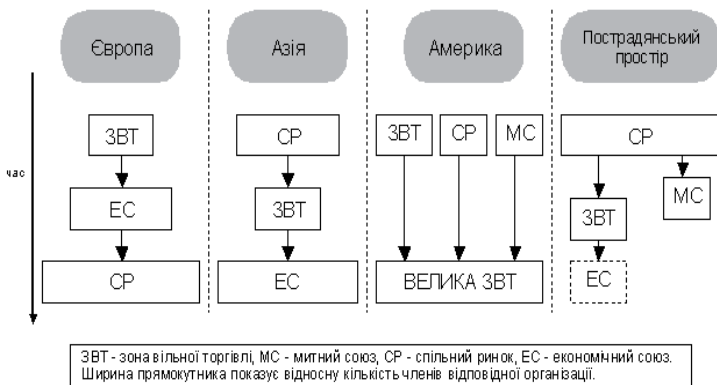 Європа
Азія
Америка
Пострадянський
простір
час
ЗВТ
СР
ЗВТ
СР
МС
СР
ЕС
ЗВТ
ЗВТ
МС
СР
ЕС
ВЕЛИКА ЗВТ
ЕС
ЗВТ - зона вільної торгівлі, МС - митний союз, СР - спільний ринок, ЕС - економічний союз.
Ширина прямокутника показує відносну кількість членів відповідної організації.